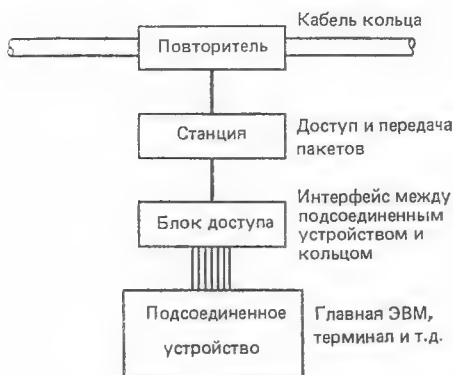 Кабель кольца
Повторитель
Станция
Доступ и передача
пакетов
Блок доступа
Интерфейс между
подсоединенным
устройством и
кольцом
Подсоединенное
устройство
Главная ЭВМ,
терминал и т.д.